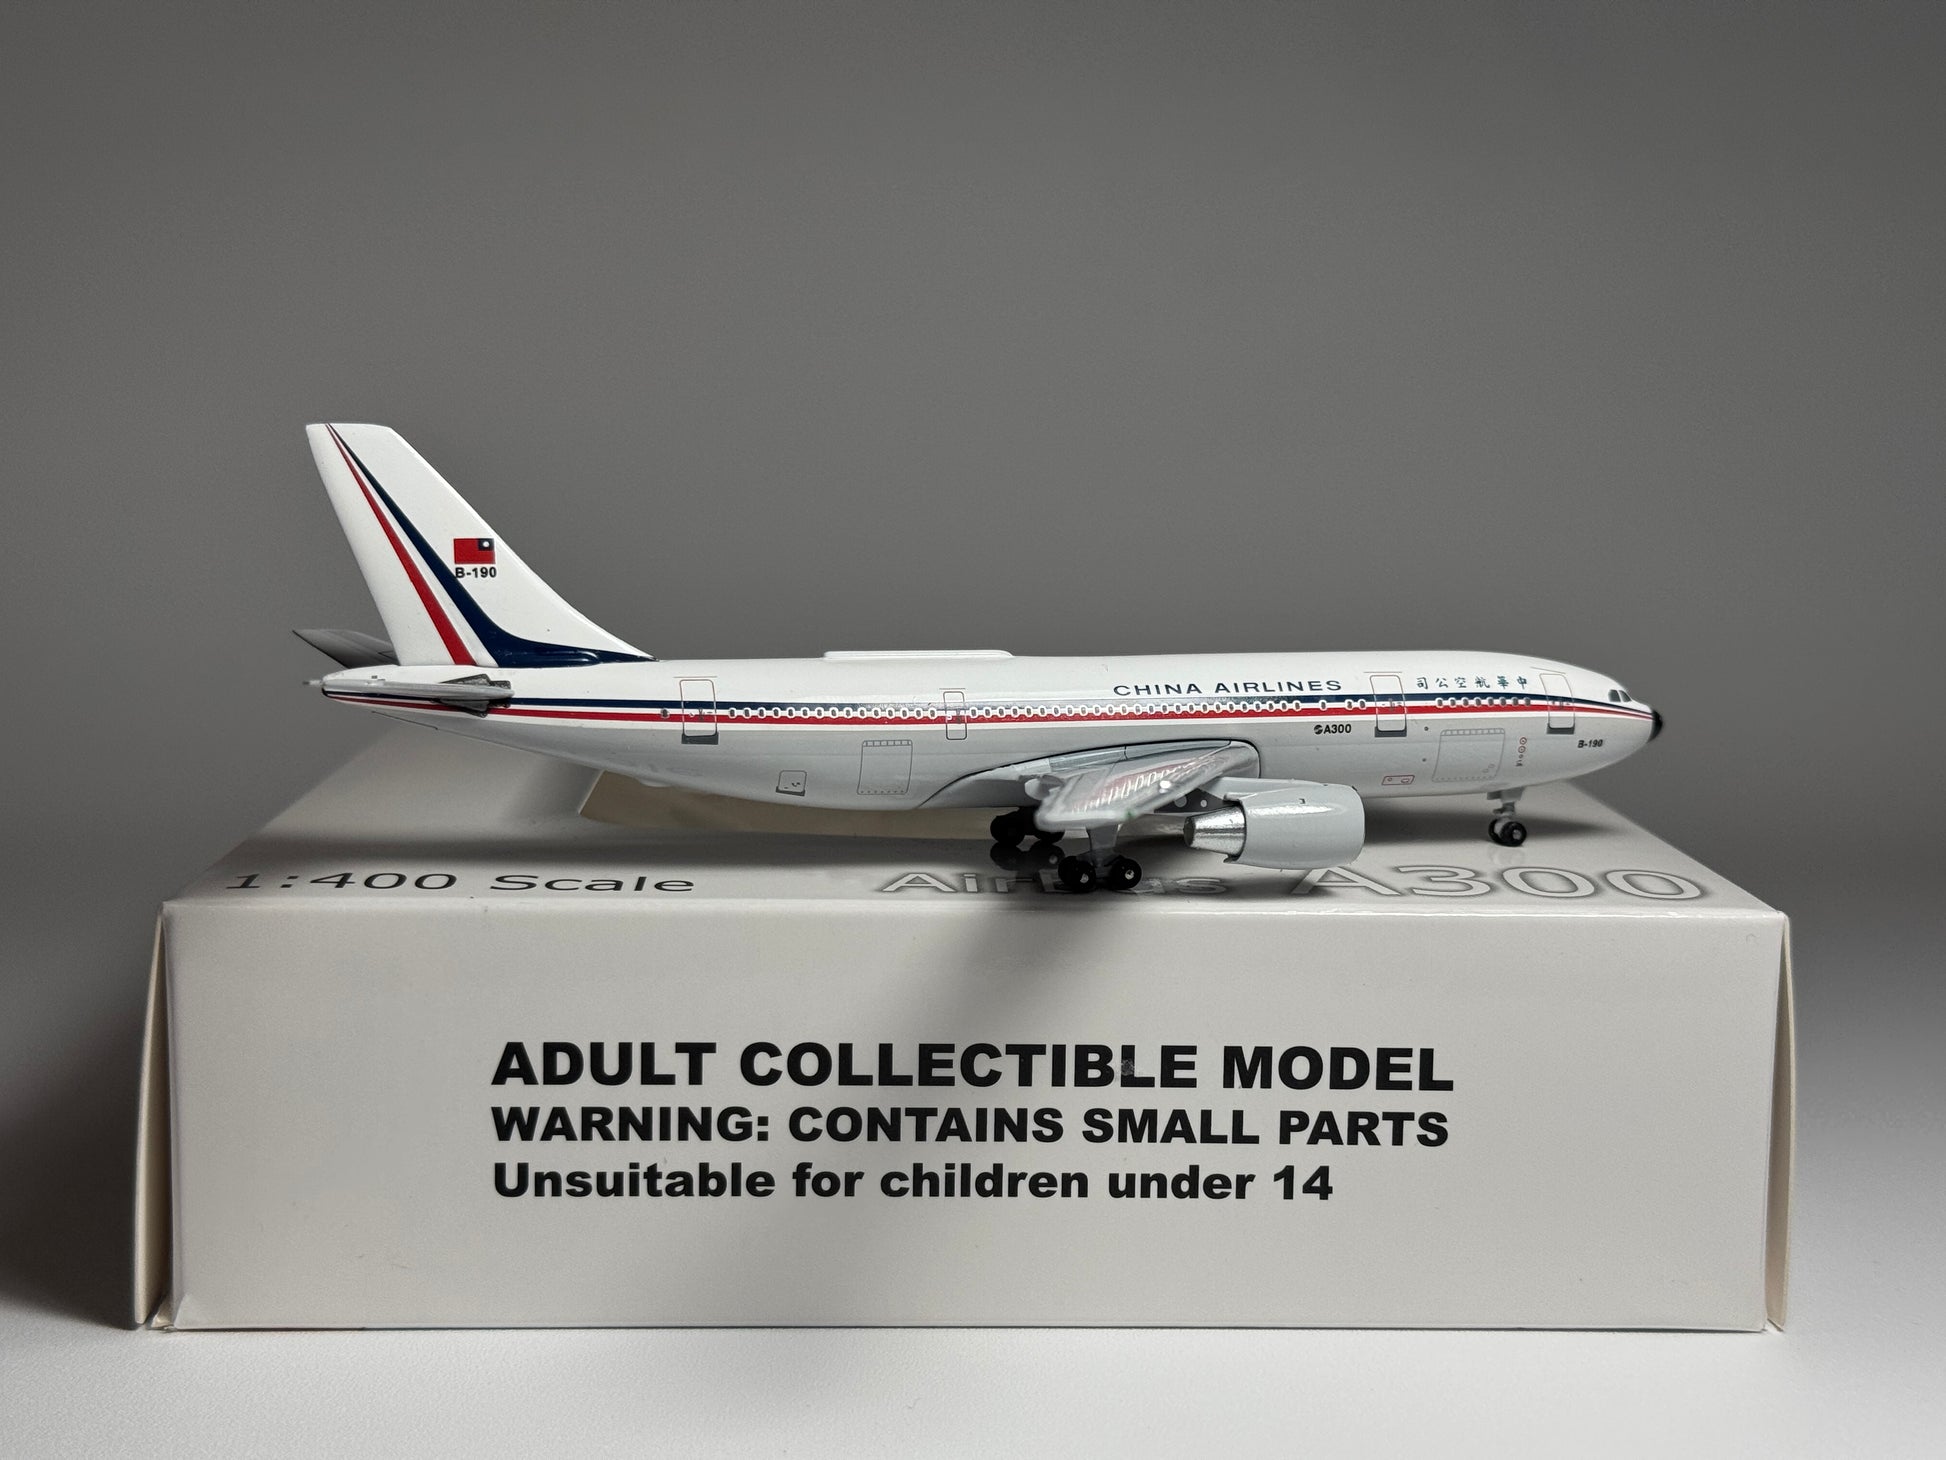 B-190
CHINA AIRLINES
司公空航華中
A300
B-190
1:400 Scale
Airbus A300
ADULT COLLECTIBLE MODEL
WARNING: CONTAINS SMALL PARTS
Unsuitable for children under 14